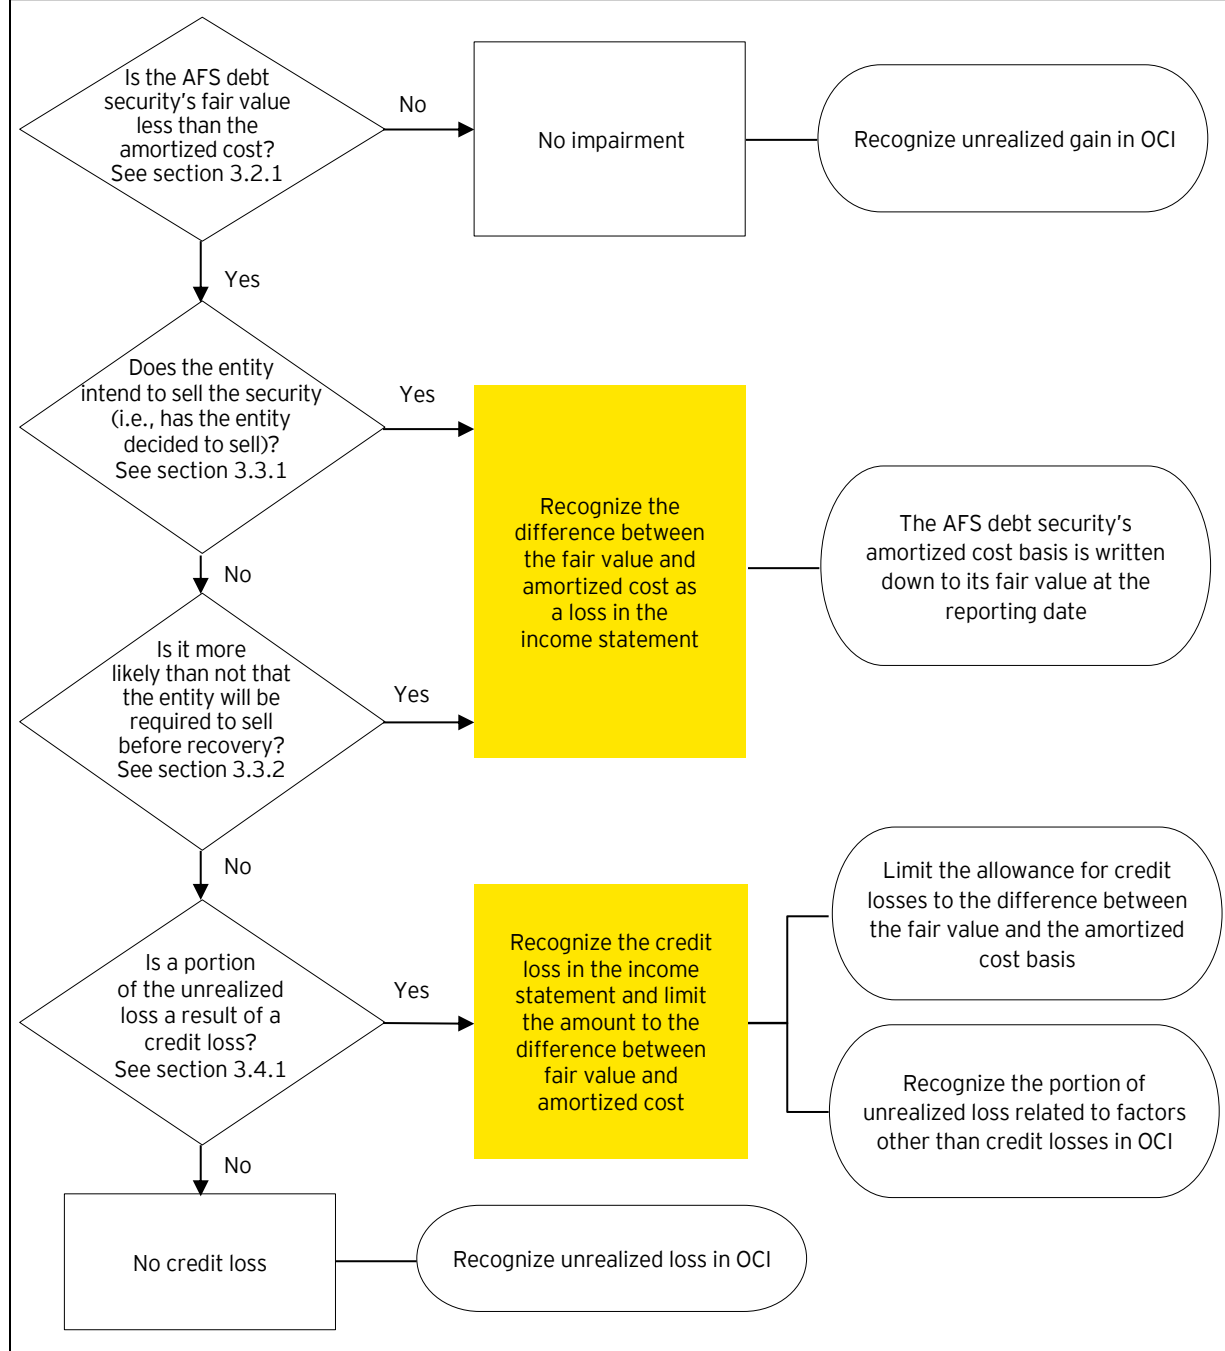 Is the AFS debt
security's fair value
less than the
amortized cost?
See section 3.2.1
No
No impairment
Recognize unrealized gain in OCI
Yes
Does the entity
intend to sell the security
(i.e., has the entity
decided to sell)?
See section 3.3.1
Yes
Recognize the
difference between
the fair value and
amortized cost as
a loss in the
income statement
The AFS debt security's
amortized cost basis is written
down to its fair value at the
reporting date
No
Is it more
likely than not that
the entity will be
required to sell
before recovery?
See section 3.3.2
Yes
No
Is a portion
of the unrealized
loss a result of a
credit loss?
See section 3.4.1
Yes
Recognize the credit
loss in the income
statement and limit
the amount to the
difference between
fair value and
amortized cost
Limit the allowance for credit
losses to the difference between
the fair value and the amortized
cost basis
Recognize the portion of
unrealized loss related to factors
other than credit losses in OCI
No
No credit loss
Recognize unrealized loss in OCI